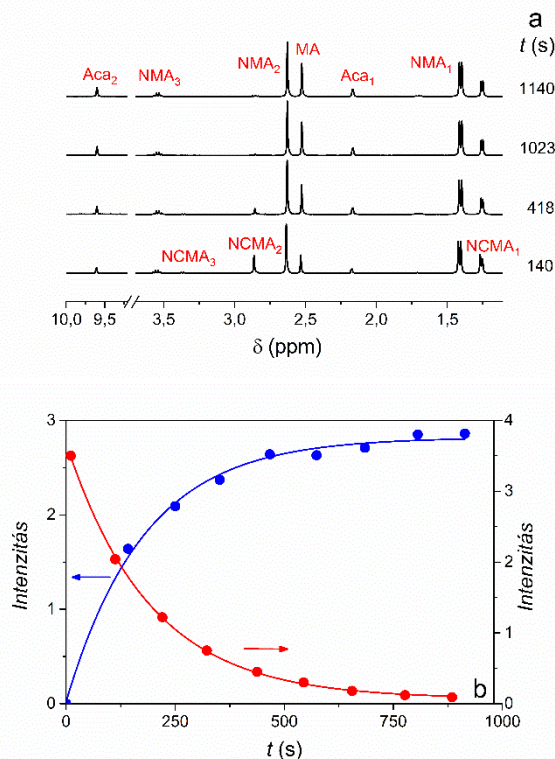 a
t (s)
Aca2 NMA3 NMA2 MA Aca1 NMA1
1140
1023
418
NCMA3 NCMA2 NCMA1 140
10,0 9,5 3,5 3,0 2,5 2,0 1,5
δ (ppm)
3 4
2 3
2
1 1
0 0
Intenzitás
Intenzitás
b
0 250 500 750 1000
t (s)